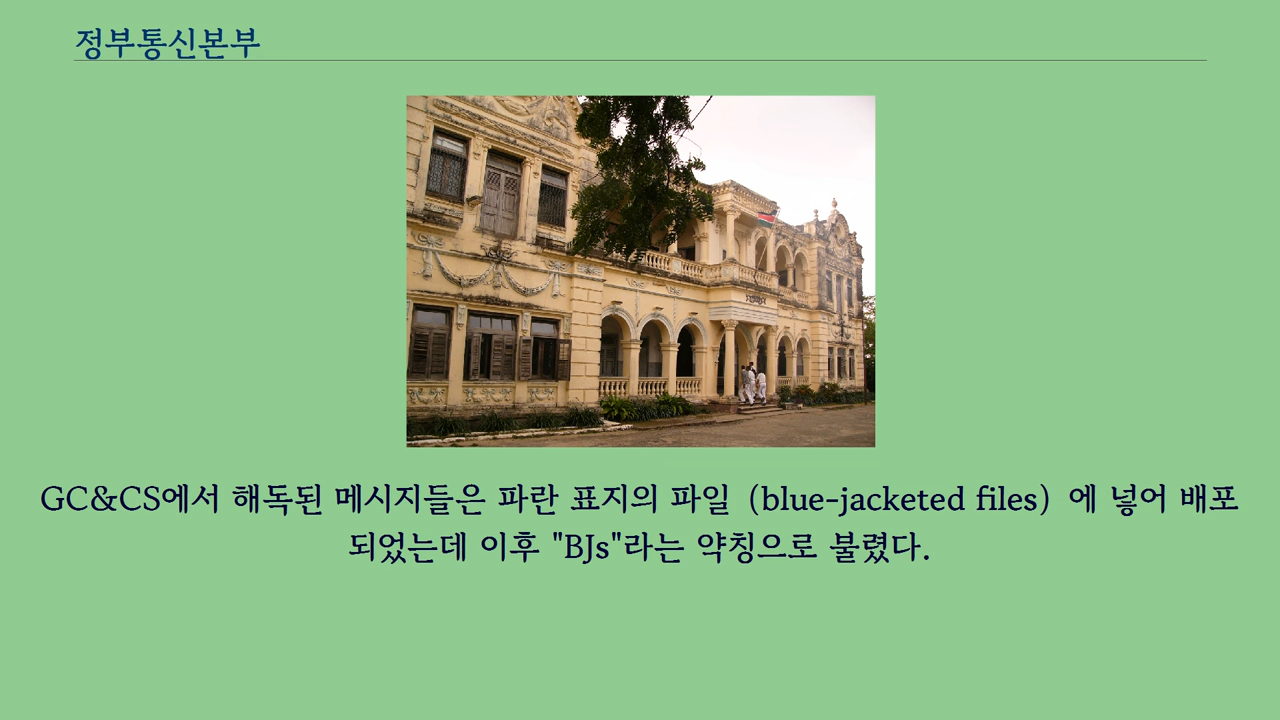 정부통신본부
GC&CS에서 해독된 메시지들은 파란 표지의 파일（blue-jacketed files）에 넣어 배포
되었는데 이후 "BJs"라는 약칭으로 불렸다.